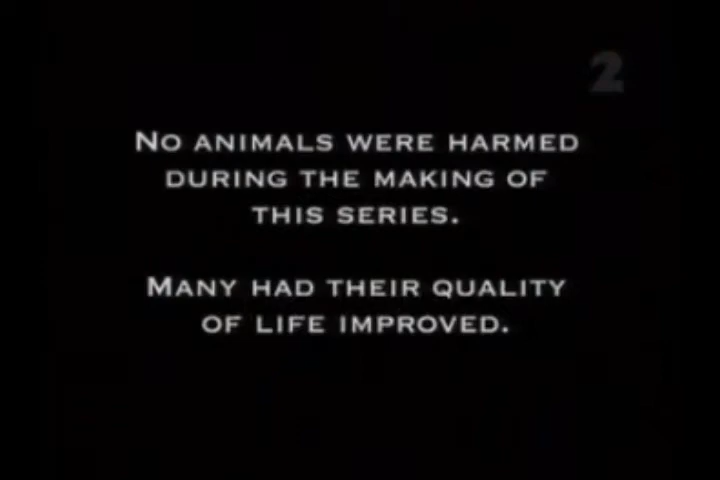 2
NO ANIMALS WERE HARMED
DURING THE MAKING OF
THIS SERIES.
MANY HAD THEIR QUALITY
OF LIFE IMPROVED.